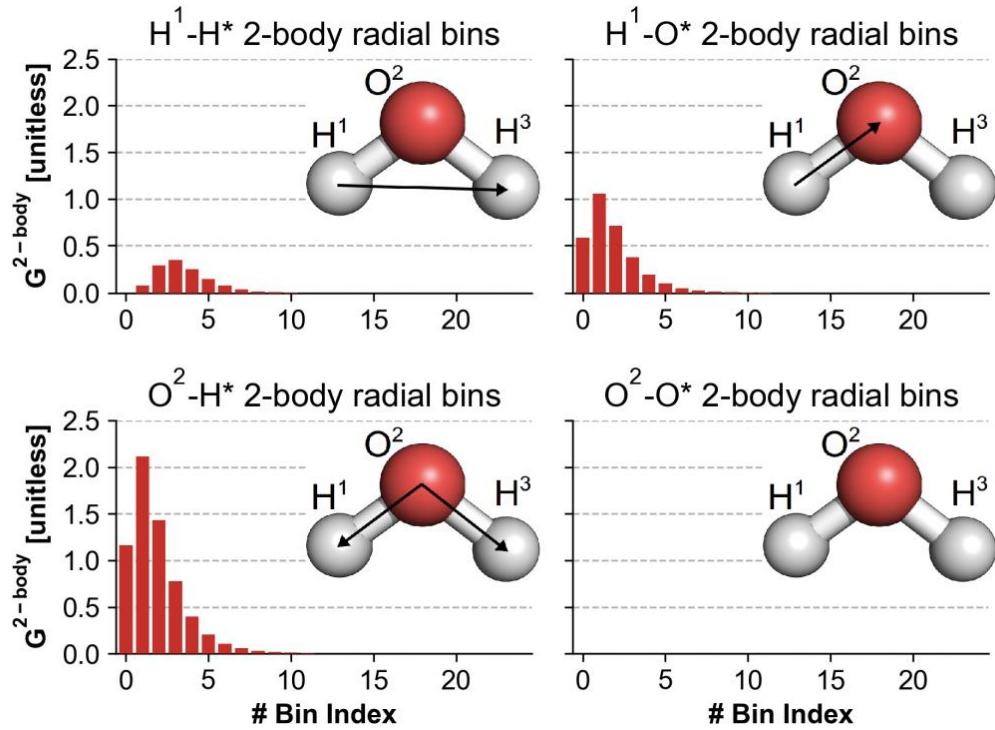 H¹-H* 2-body radial bins
H¹-O* 2-body radial bins
G²⁻ᵇᵒᵈʸ [unitless]
2.5
2.0
1.5
1.0
0.5
0.0
0
5
10
15
20
O²
H¹
H³
0
5
10
15
20
O²
H¹
H³
O²-H* 2-body radial bins
O²-O* 2-body radial bins
G²⁻ᵇᵒᵈʸ [unitless]
2.5
2.0
1.5
1.0
0.5
0.0
0
5
10
15
20
O²
H¹
H³
# Bin Index
0
5
10
15
20
O²
H¹
H³
# Bin Index